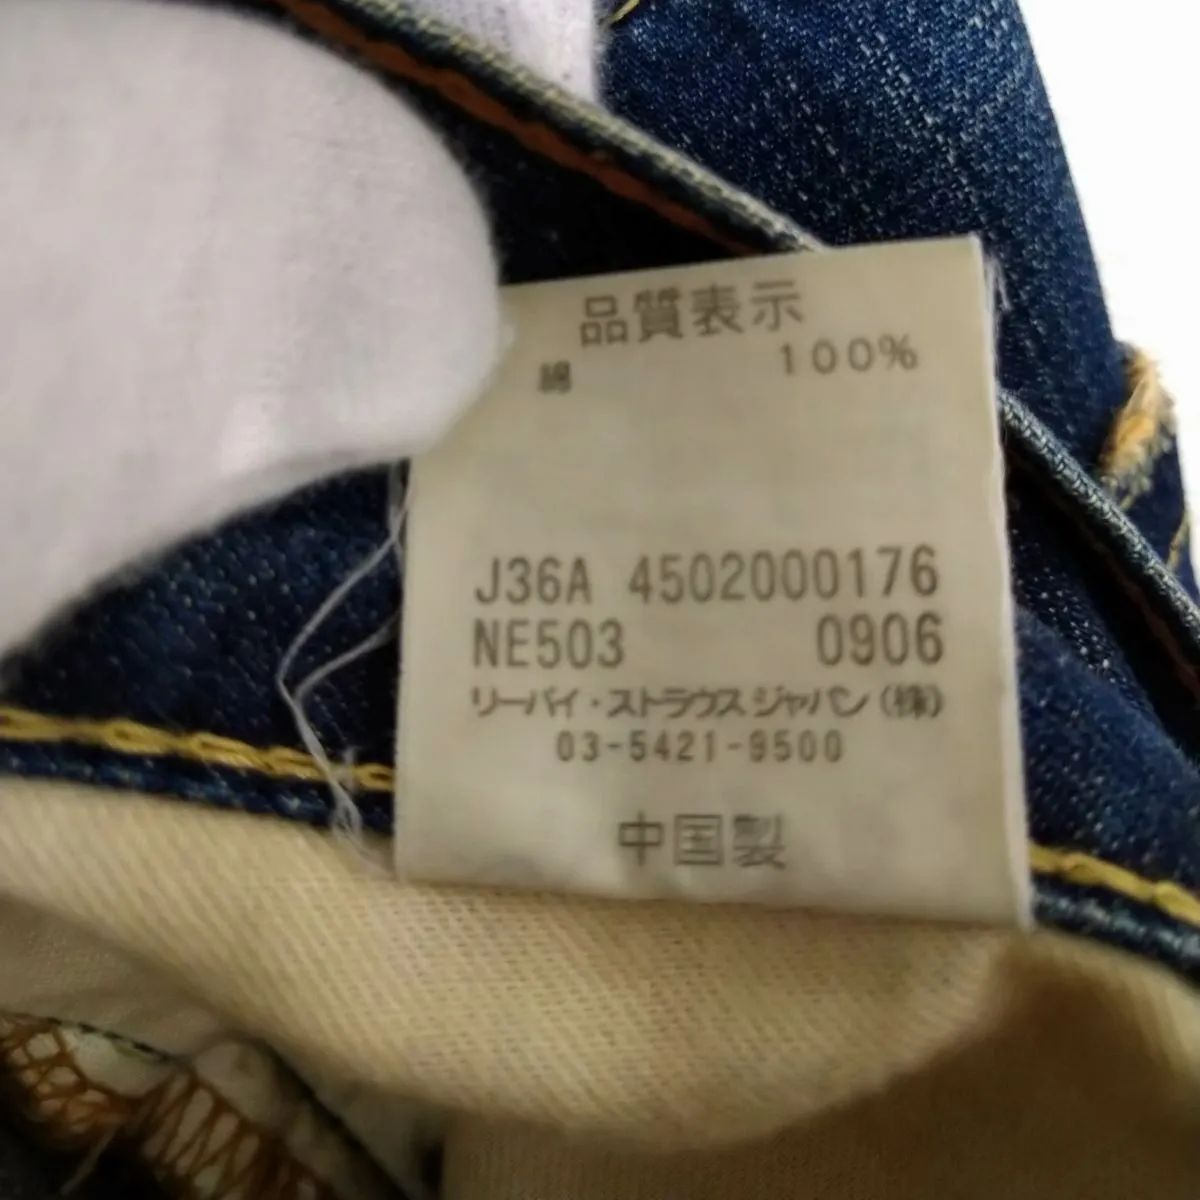 品質表示
綿 100%
J36A 4502000176
NE503 0906
リーバイ・ストラウスジャパン(株)
03-5421-9500
中国製